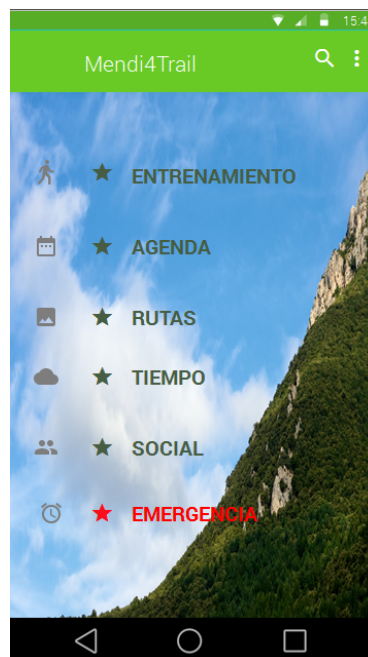 15:4
Mendi4Trail
ENTRENAMIENTO
AGENDA
RUTAS
TIEMPO
SOCIAL
EMERGENCIA